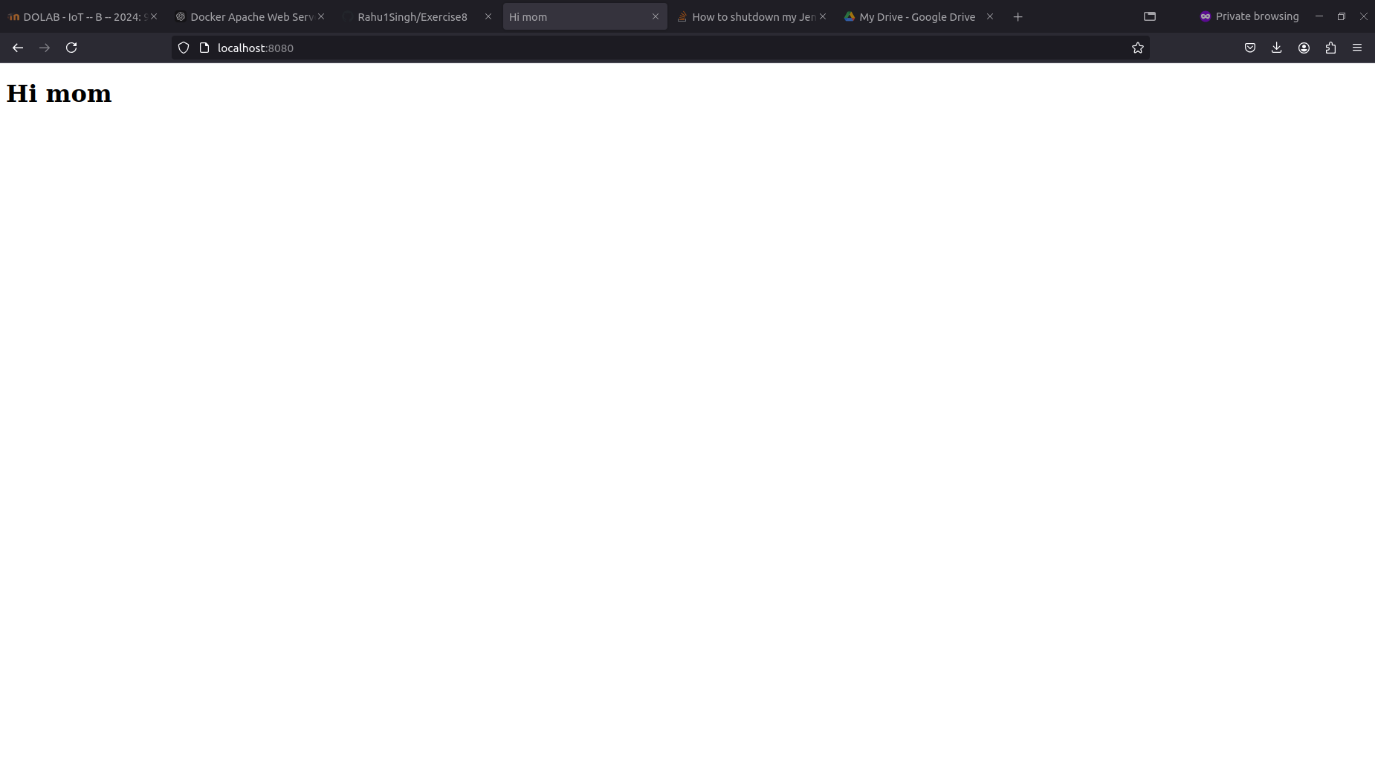 DOLAB - IoT -- B -- 2024:
Docker Apache Web Serv
Rahu1Singh/Exercise8
Hi mom
How to shutdown my Jen
My Drive - Google Drive
Private browsing
localhost:8080
Hi mom